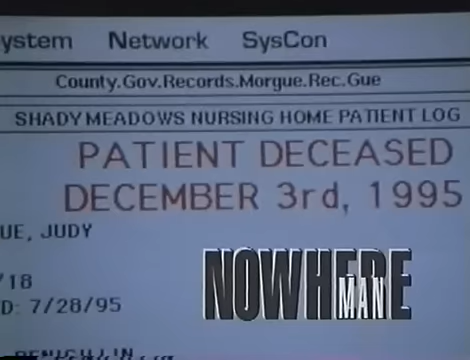 ystem Network SysCon
County.Gov.Records.Morgue.Rec.Gue
SHADY MEADOWS NURSING HOME PATIENT LOG
PATIENT DECEASED
DECEMBER 3rd, 1995
UE, JUDY
/18
D: 7/28/95
NOWHERE
MAN